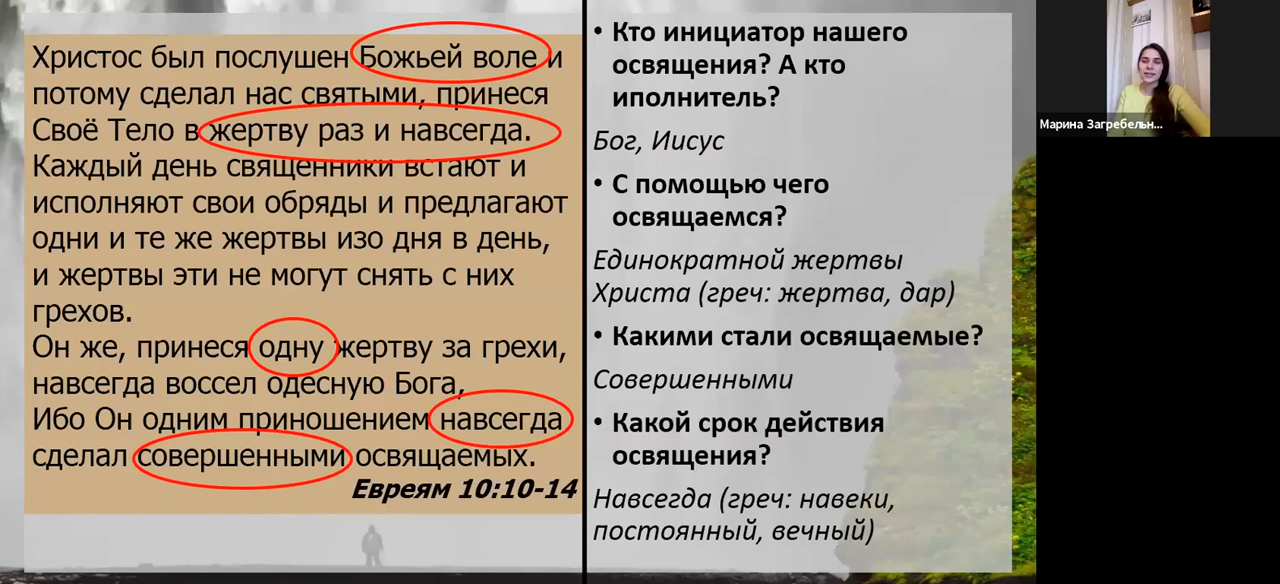 Христос был послушен Божьей воле и
потому сделал нас святыми, принеся
Своё Тело в жертву раз и навсегда.
Каждый день священники встают и
исполняют свои обряды и предлагают
одни и те же жертвы изо дня в день,
и жертвы эти не могут снять с них
грехов.
Он же, принеся одну жертву за грехи,
навсегда воссел одесную Бога,
Ибо Он одним приношением навсегда
сделал совершенными освящаемых.
Евреям 10:10-14
• Кто инициатор нашего
освящения? А кто
иполнитель?
Бог, Иисус
• С помощью чего
освящаемся?
Единократной жертвы
Христа (греч: жертва, дар)
• Какими стали освящаемые?
Совершенными
• Какой срок действия
освящения?
Навсегда (греч: навеки,
постоянный, вечный)
Марина Загребельн...